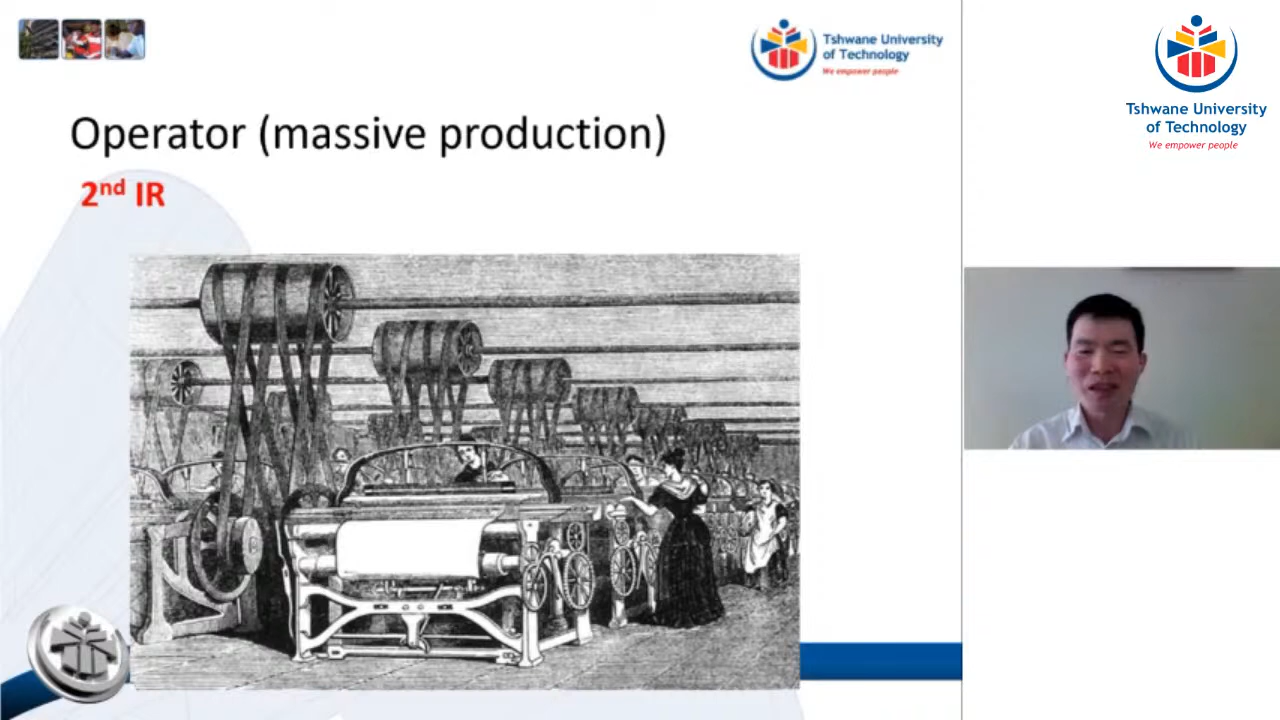 Tshwane University
of Technology
We empower people
Operator (massive production)
2nd IR
Tshwane University
of Technology
We empower people